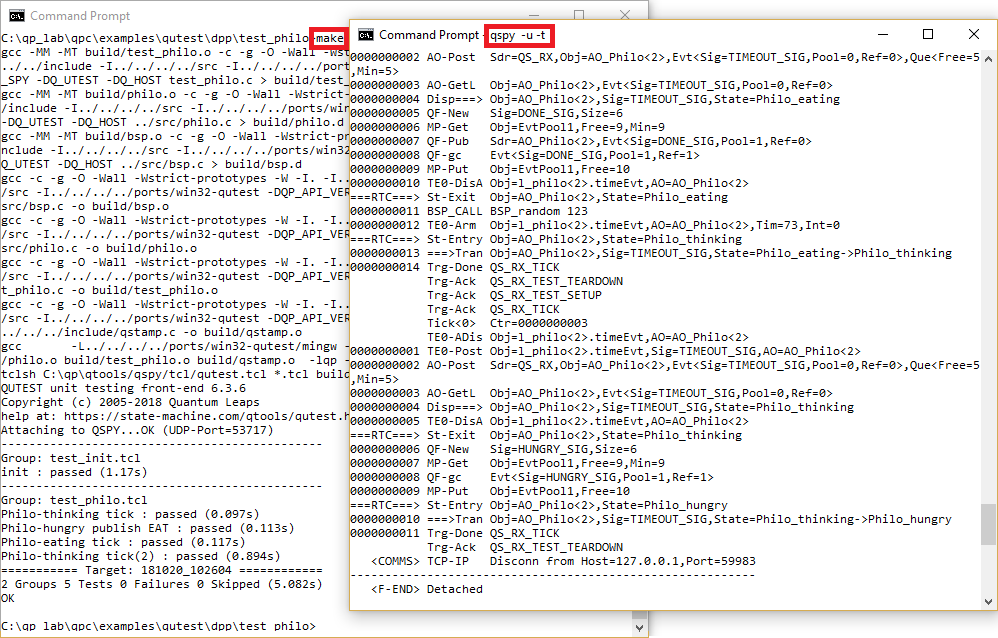 Command Prompt
C:\qp_lab\qpc\examples\qutest\dpp\test_philo>make
gcc -MM -MT build/test_philo.o -c -g -O -Wall -Wst
../../include -I../../../../src -I../../../../port
_SPY -DQ_UTEST -DQ_HOST test_philo.c > build/test_
gcc -MM -MT build/philo.o -c -g -O -Wall -Wstrict-
/include -I../../../../src -I../../../../ports/win
-DQ_UTEST -DQ_HOST ../src/philo.c > build/philo.d
gcc -MM -MT build/bsp.o -c -g -O -Wall -Wstrict-pr
nclude -I../../../../src -I../../../../ports/win32
Q_UTEST -DQ_HOST ../src/bsp.c > build/bsp.d
gcc -c -g -O -Wall -Wstrict-prototypes -W -I. -I..
/src -I../../../../ports/win32-qutest -DQP_API_VER
src/bsp.c -o build/bsp.o
gcc -c -g -O -Wall -Wstrict-prototypes -W -I. -I..
/src -I../../../../ports/win32-qutest -DQP_API_VER
src/philo.c -o build/philo.o
gcc -c -g -O -Wall -Wstrict-prototypes -W -I. -I..
/src -I../../../../ports/win32-qutest -DQP_API_VER
t_philo.c -o build/test_philo.o
gcc -c -g -O -Wall -Wstrict-prototypes -W -I. -I..
/src -I../../../../ports/win32-qutest -DQP_API_VER
../../../include/qstamp.c -o build/qstamp.o
gcc       -L../../../../ports/win32-qutest/mingw -
/philo.o build/test_philo.o build/qstamp.o  -lqp -
tclsh C:\qp\qtools\qspy/tcl/qutest.tcl *.tcl build
QUTEST unit testing front-end 6.3.6
Copyright (c) 2005-2018 Quantum Leaps
help at: https://state-machine.com/qtools/qutest.h
Attaching to QSPY...OK (UDP-Port=53717)
----------------------------------------------
Group: test_init.tcl
init : passed (1.17s)
----------------------------------------------
Group: test_philo.tcl
Philo-thinking tick : passed (0.097s)
Philo-hungry publish EAT : passed (0.113s)
Philo-eating tick : passed (0.117s)
Philo-thinking tick(2) : passed (0.894s)
=========== Target: 181020_102604 ============
2 Groups 5 Tests 0 Failures 0 Skipped (5.082s)
OK
C:\qp_lab\qpc\examples\qutest\dpp\test_philo>
Command Prompt - qspy -u -t
0000000002 AO-Post  Sdr=QS_RX,Obj=AO_Philo<2>,Evt<Sig=TIMEOUT_SIG,Pool=0,Ref=0>,Que<Free=5
,Min=5>
0000000003 AO-GetL  Obj=AO_Philo<2>,Evt<Sig=TIMEOUT_SIG,Pool=0,Ref=0>
0000000004 Disp===> Obj=AO_Philo<2>,Sig=TIMEOUT_SIG,State=Philo_eating
0000000005 QF-New   Sig=DONE_SIG,Size=6
0000000006 MP-Get   Obj=EvtPool1,Free=9,Min=9
0000000007 QF-Pub   Sdr=AO_Philo<2>,Evt<Sig=DONE_SIG,Pool=1,Ref=0>
0000000008 QF-gc    Evt<Sig=DONE_SIG,Pool=1,Ref=1>
0000000009 MP-Put   Obj=EvtPool1,Free=10
0000000010 TE0-DisA Obj=l_philo<2>.timeEvt,AO=AO_Philo<2>
===RTC===> St-Exit  Obj=AO_Philo<2>,State=Philo_eating
0000000011 BSP_CALL BSP_random 123
0000000012 TE0-Arm  Obj=l_philo<2>.timeEvt,AO=AO_Philo<2>,Tim=73,Int=0
===RTC===> St-Entry Obj=AO_Philo<2>,State=Philo_thinking
0000000013 ===>Tran Obj=AO_Philo<2>,Sig=TIMEOUT_SIG,State=Philo_eating->Philo_thinking
0000000014 Trg-Done QS_RX_TICK
Trg-Ack  QS_RX_TEST_TEARDOWN
Trg-Ack  QS_RX_TEST_SETUP
Trg-Ack  QS_RX_TICK
Tick<0>  Ctr=0000000003
TE0-ADis Obj=l_philo<2>.timeEvt,AO=AO_Philo<2>
0000000001 TE0-Post Obj=l_philo<2>.timeEvt,Sig=TIMEOUT_SIG,AO=AO_Philo<2>
0000000002 AO-Post  Sdr=QS_RX,Obj=AO_Philo<2>,Evt<Sig=TIMEOUT_SIG,Pool=0,Ref=0>,Que<Free=5
,Min=5>
0000000003 AO-GetL  Obj=AO_Philo<2>,Evt<Sig=TIMEOUT_SIG,Pool=0,Ref=0>
0000000004 Disp===> Obj=AO_Philo<2>,Sig=TIMEOUT_SIG,State=Philo_thinking
0000000005 TE0-DisA Obj=l_philo<2>.timeEvt,AO=AO_Philo<2>
===RTC===> St-Exit  Obj=AO_Philo<2>,State=Philo_thinking
0000000006 QF-New   Sig=HUNGRY_SIG,Size=6
0000000007 MP-Get   Obj=EvtPool1,Free=9,Min=9
0000000008 QF-gc    Evt<Sig=HUNGRY_SIG,Pool=1,Ref=1>
0000000009 MP-Put   Obj=EvtPool1,Free=10
===RTC===> St-Entry Obj=AO_Philo<2>,State=Philo_hungry
0000000010 ===>Tran Obj=AO_Philo<2>,Sig=TIMEOUT_SIG,State=Philo_thinking->Philo_hungry
0000000011 Trg-Done QS_RX_TICK
Trg-Ack  QS_RX_TEST_TEARDOWN
<COMMS> TCP-IP   Disconn from Host=127.0.0.1,Port=59983
----------------------------------------------------------
<F-END> Detached